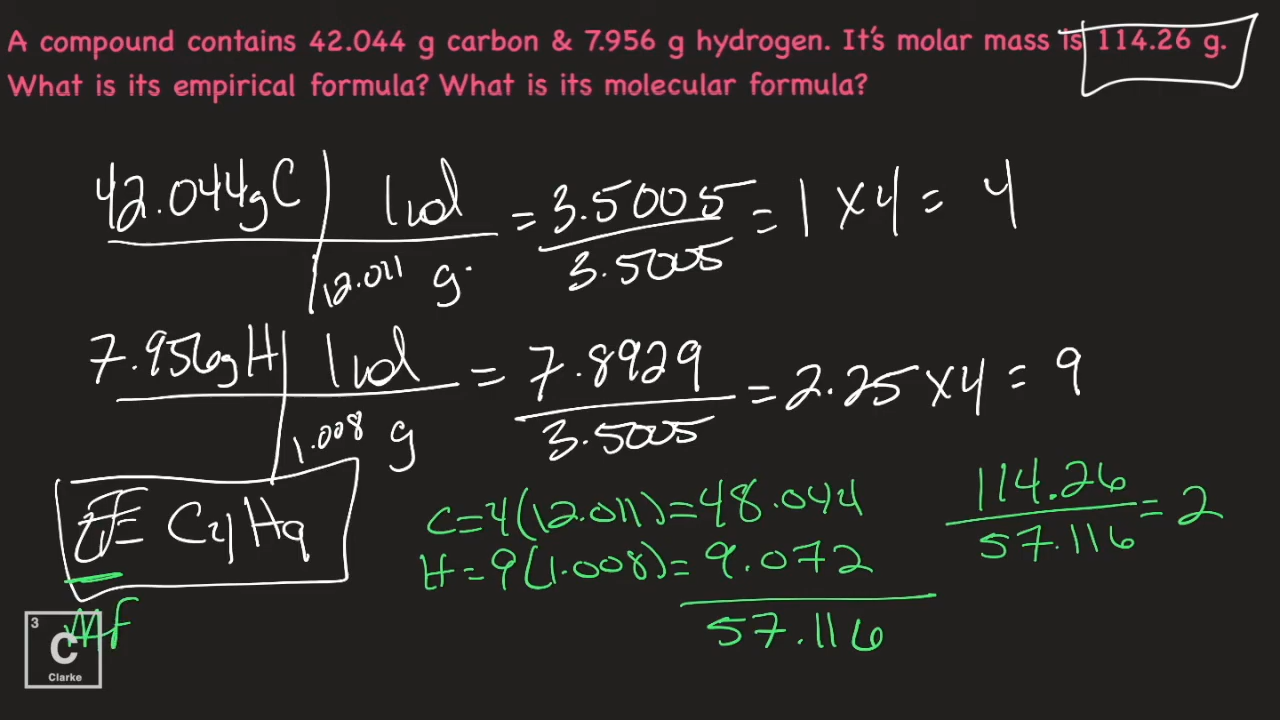 A compound contains 42.044 g carbon & 7.956 g hydrogen. It's molar mass is 114.26 g.
What is its empirical formula? What is its molecular formula?
42.044gC 1mol = 3.5005 = 1 x4 = 4
12.011 g 3.5005
7.956gH 1mol = 7.8929 = 2.25 x4 = 9
1.008 g 3.5005
EF = C4H9
C=4(12.011)=48.044
H=9(1.008)=9.072
57.116
114.26 = 2
57.116
Mf
3
C
Clarke